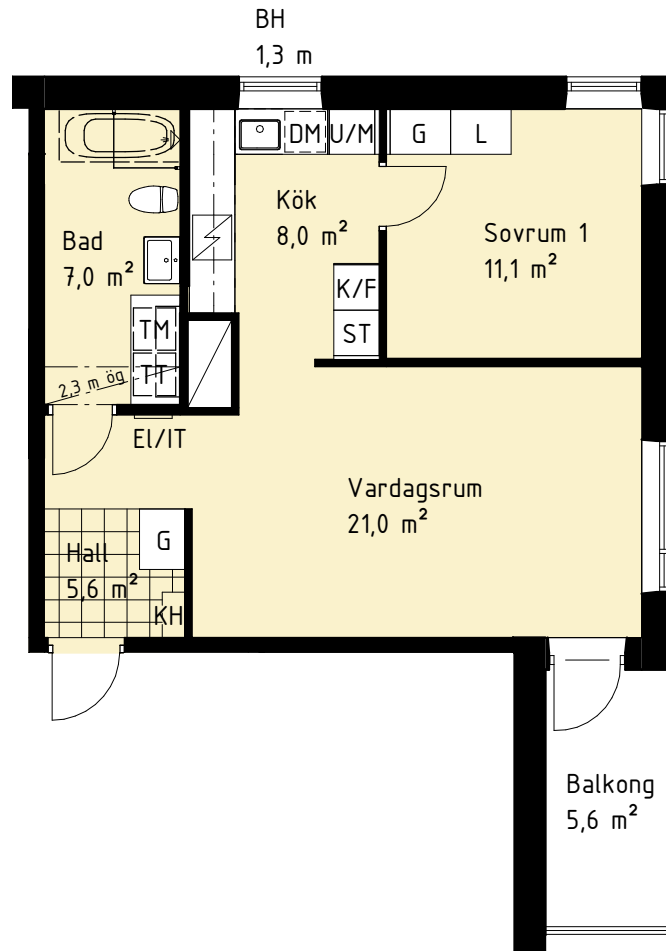 BH
1,3 m
DM
U/M
G
L
Kök
8,0 m²
Bad
7,0 m²
Sovrum 1
11,1 m²
K/F
ST
TM
TT
2,3 m ög
El/IT
Vardagsrum
21,0 m²
G
Hall
5,6 m²
KH
Balkong
5,6 m²